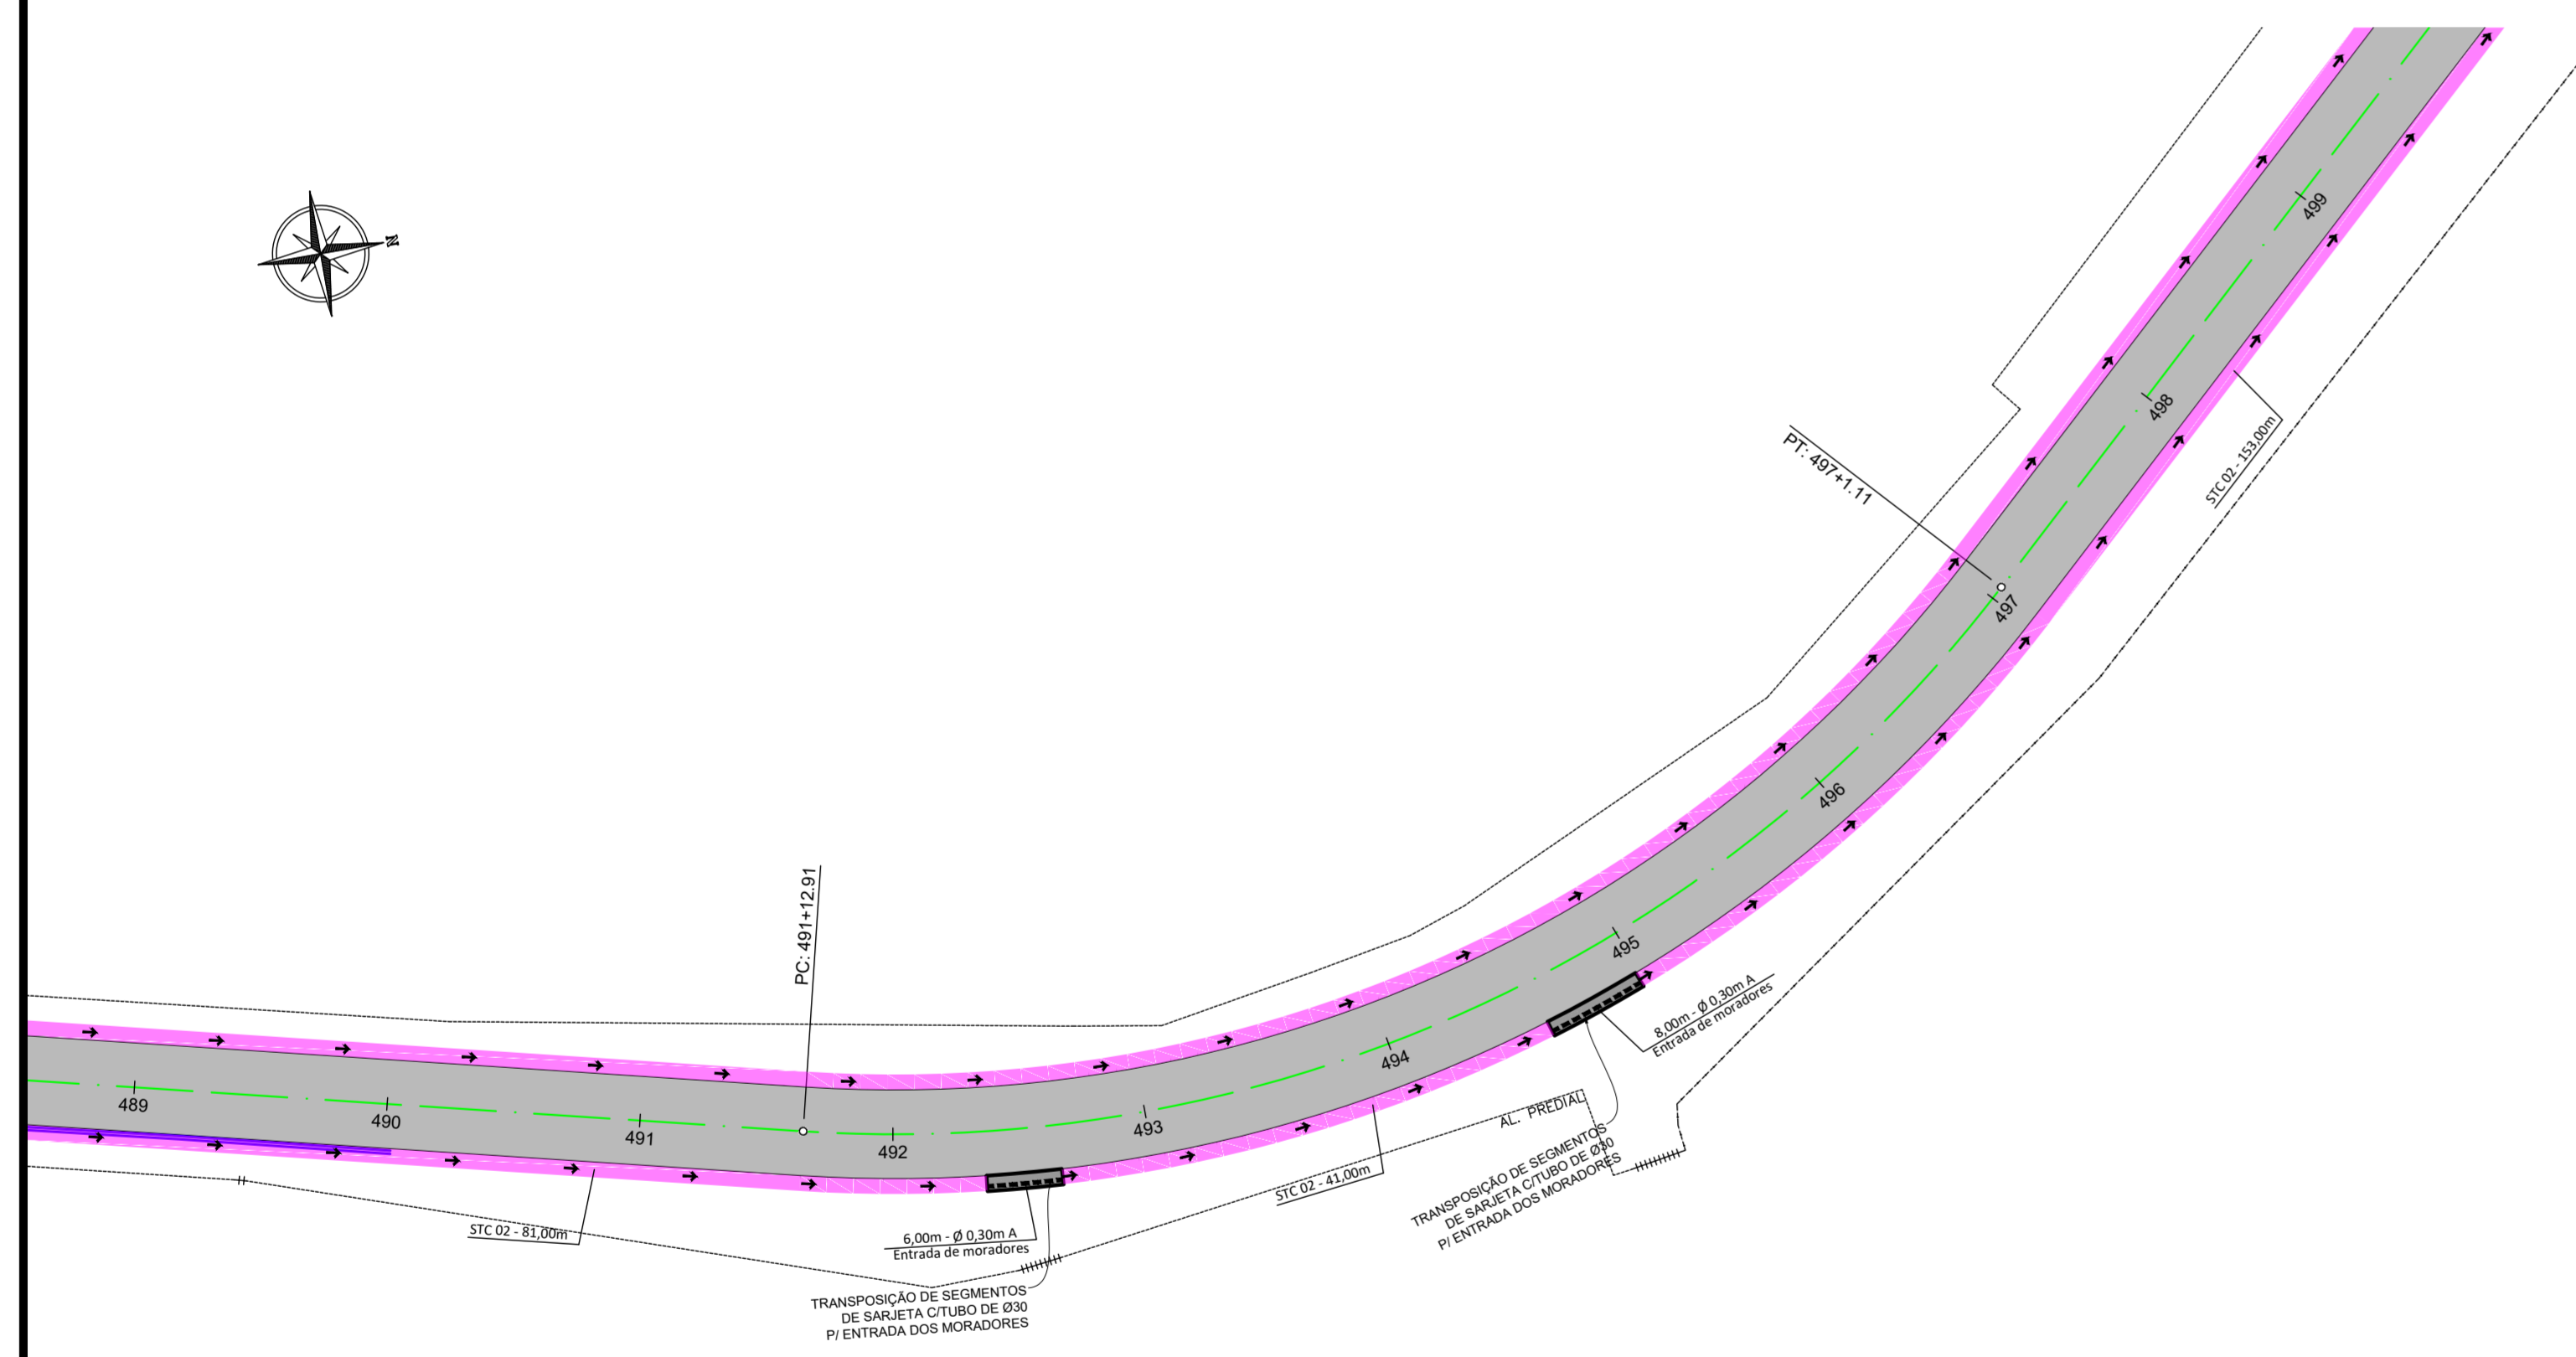 N
499
498
STC 02 - 153,00m
PT: 497+1.11
497
496
PC: 491+12.91
495
494
8,00m - Ø 0,30m A
Entrada de moradores
489
490
491
492
493
AL. PREDIAL
TRANSPOSIÇÃO DE SEGMENTOS
DE SARJETA C/TUBO DE Ø30
P/ ENTRADA DOS MORADORES
STC 02 - 41,00m
STC 02 - 81,00m
6,00m - Ø 0,30m A
Entrada de moradores
TRANSPOSIÇÃO DE SEGMENTOS
DE SARJETA C/TUBO DE Ø30
P/ ENTRADA DOS MORADORES